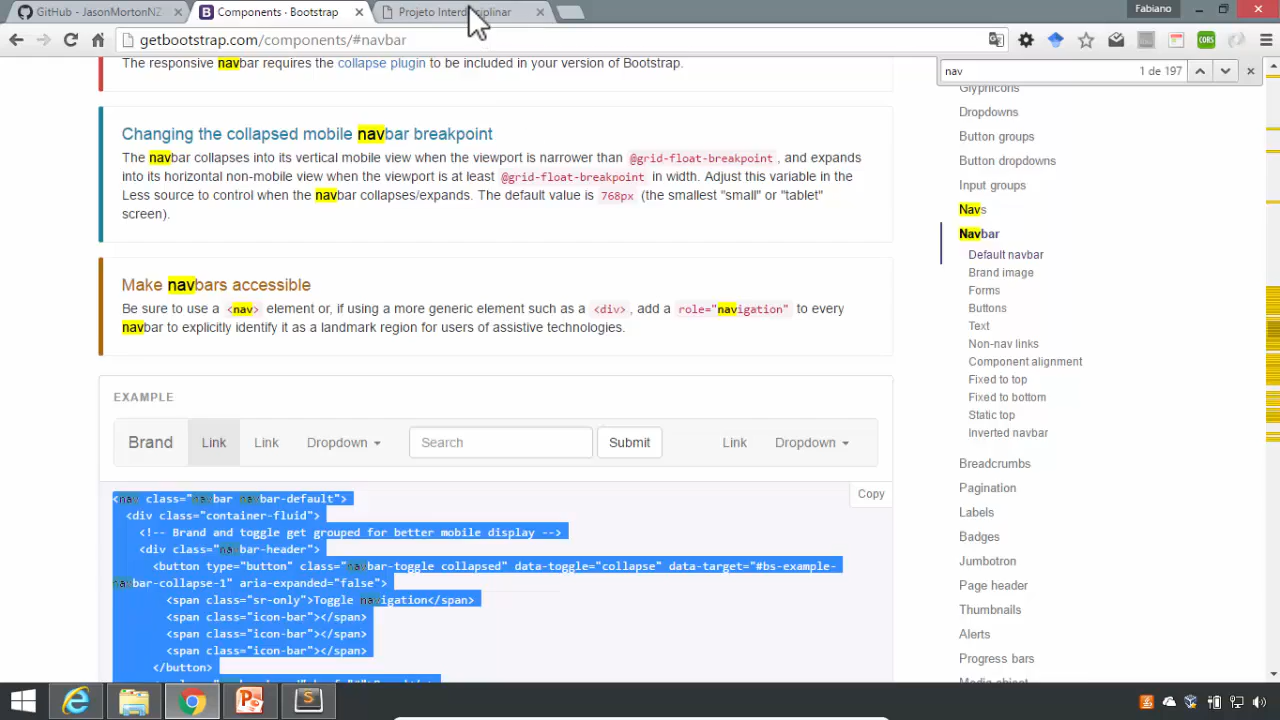 GitHub - JasonMortonNZ
Components · Bootstrap
Projeto Interdisciplinar
Fabiano
getbootstrap.com/components/#navbar
CORS
nav
1 de 197
The responsive navbar requires the collapse plugin to be included in your version of Bootstrap.
Changing the collapsed mobile navbar breakpoint
The navbar collapses into its vertical mobile view when the viewport is narrower than @grid-float-breakpoint, and expands
into its horizontal non-mobile view when the viewport is at least @grid-float-breakpoint in width. Adjust this variable in the
Less source to control when the navbar collapses/expands. The default value is 768px (the smallest "small" or "tablet"
screen).
Make navbars accessible
Be sure to use a <nav> element or, if using a more generic element such as a <div>, add a role="navigation" to every
navbar to explicitly identify it as a landmark region for users of assistive technologies.
EXAMPLE
Brand
Link
Link
Dropdown
Search
Submit
Link
Dropdown
Copy
<nav class="navbar navbar-default">
<div class="container-fluid">
<!-- Brand and toggle get grouped for better mobile display -->
<div class="navbar-header">
<button type="button" class="navbar-toggle collapsed" data-toggle="collapse" data-target="#bs-example-
navbar-collapse-1" aria-expanded="false">
<span class="sr-only">Toggle navigation</span>
<span class="icon-bar"></span>
<span class="icon-bar"></span>
<span class="icon-bar"></span>
</button>
Glyphicons
Dropdowns
Button groups
Button dropdowns
Input groups
Navs
Navbar
Default navbar
Brand image
Forms
Buttons
Text
Non-nav links
Component alignment
Fixed to top
Fixed to bottom
Static top
Inverted navbar
Breadcrumbs
Pagination
Labels
Badges
Jumbotron
Page header
Thumbnails
Alerts
Progress bars
Media object